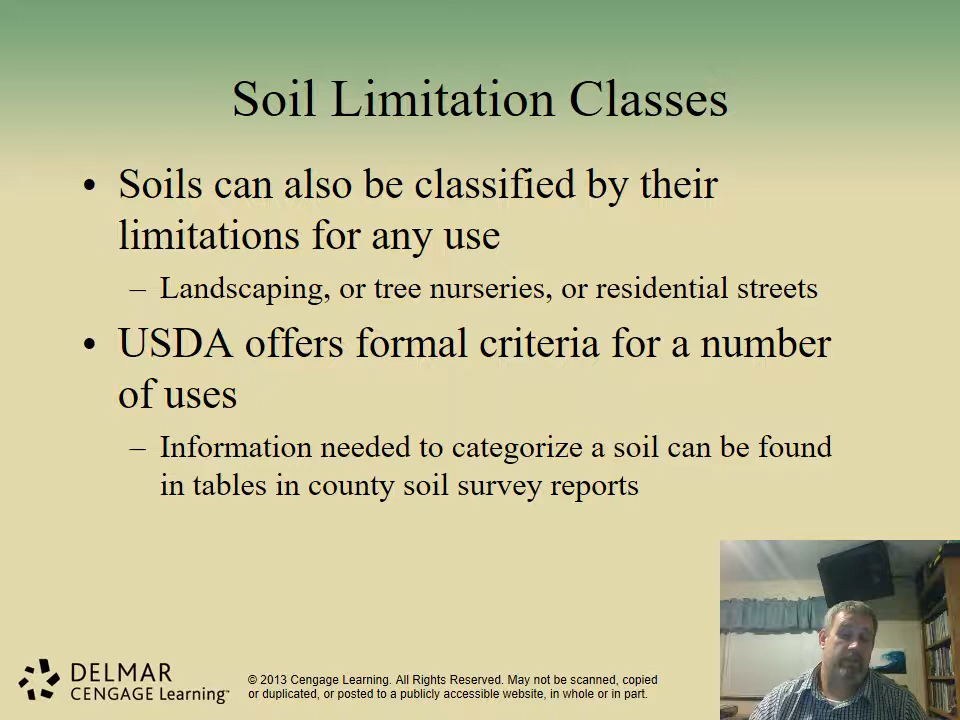 Soil Limitation Classes
• Soils can also be classified by their
limitations for any use
– Landscaping, or tree nurseries, or residential streets
• USDA offers formal criteria for a number
of uses
– Information needed to categorize a soil can be found
in tables in county soil survey reports
DELMAR
CENGAGE Learning™
© 2013 Cengage Learning. All Rights Reserved. May not be scanned, copied
or duplicated, or posted to a publicly accessible website, in whole or in part.